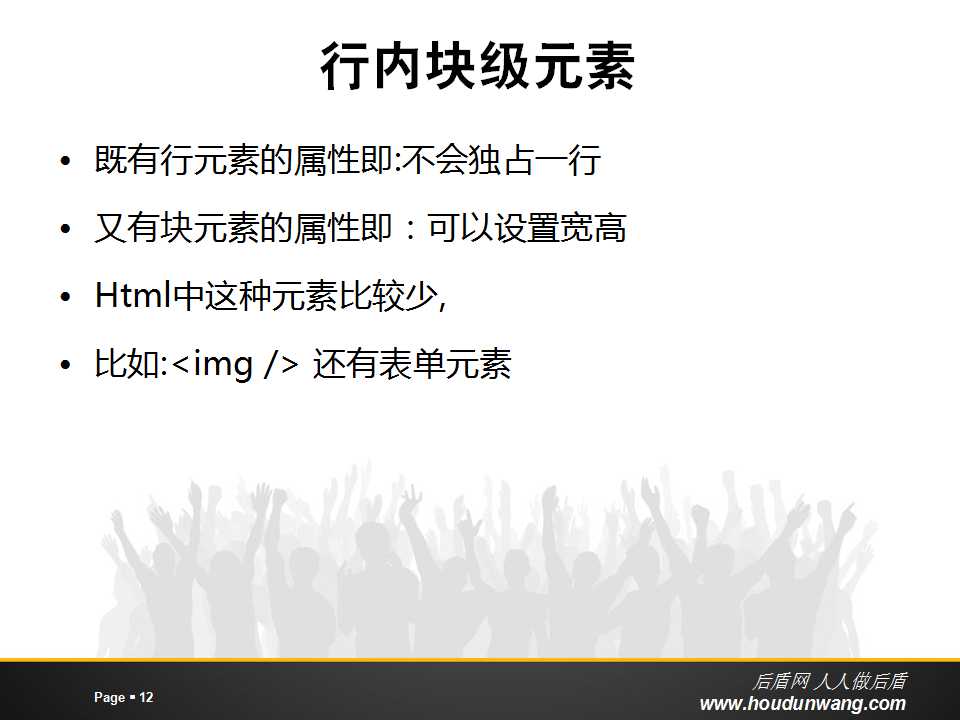 行内块级元素
• 既有行元素的属性即:不会独占一行
• 又有块元素的属性即：可以设置宽高
• Html中这种元素比较少,
• 比如:<img /> 还有表单元素
Page ▪ 12
后盾网 人人做后盾
www.houdunwang.com